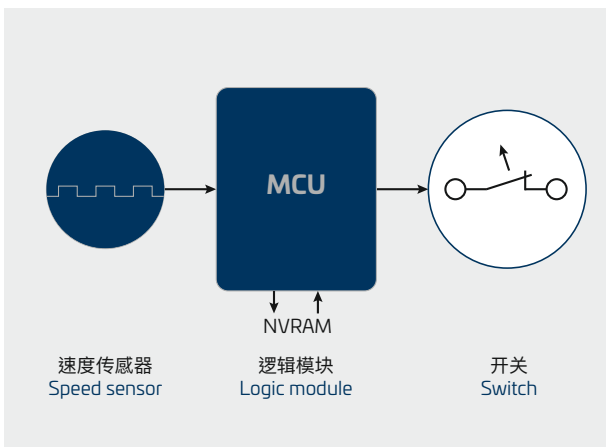 MCU
NVRAM
速度传感器
Speed sensor
逻辑模块
Logic module
开关
Switch